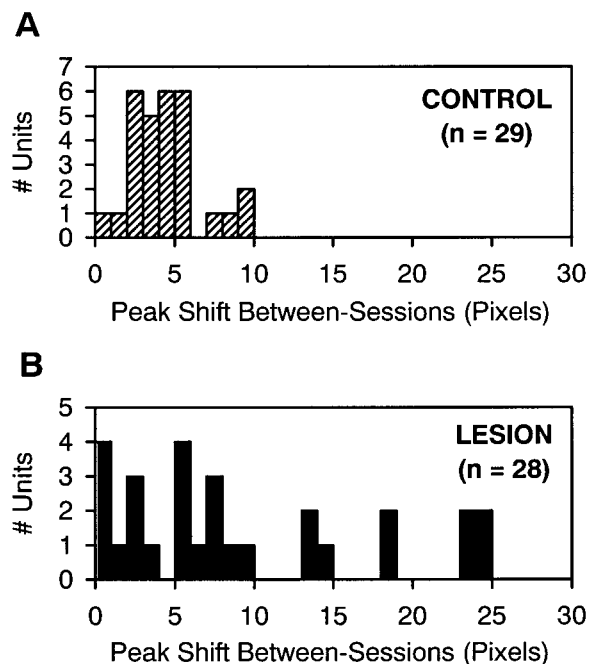 A
7
6
5
4
3
2
1
0
# Units
CONTROL
(n = 29)
0 5 10 15 20 25 30
Peak Shift Between-Sessions (Pixels)
B
5
4
3
2
1
0
# Units
LESION
(n = 28)
0 5 10 15 20 25 30
Peak Shift Between-Sessions (Pixels)